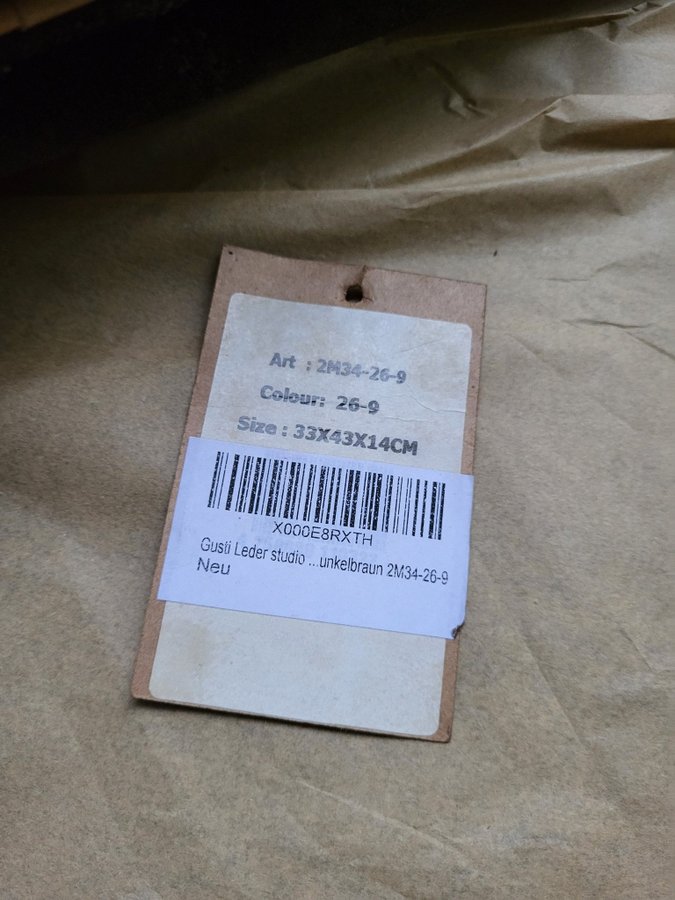 Art : 2M34-26-9
Colour: 26-9
Size : 33X43X14CM
X000E8RXTH
Gusti Leder studio ...unkelbraun 2M34-26-9
Neu